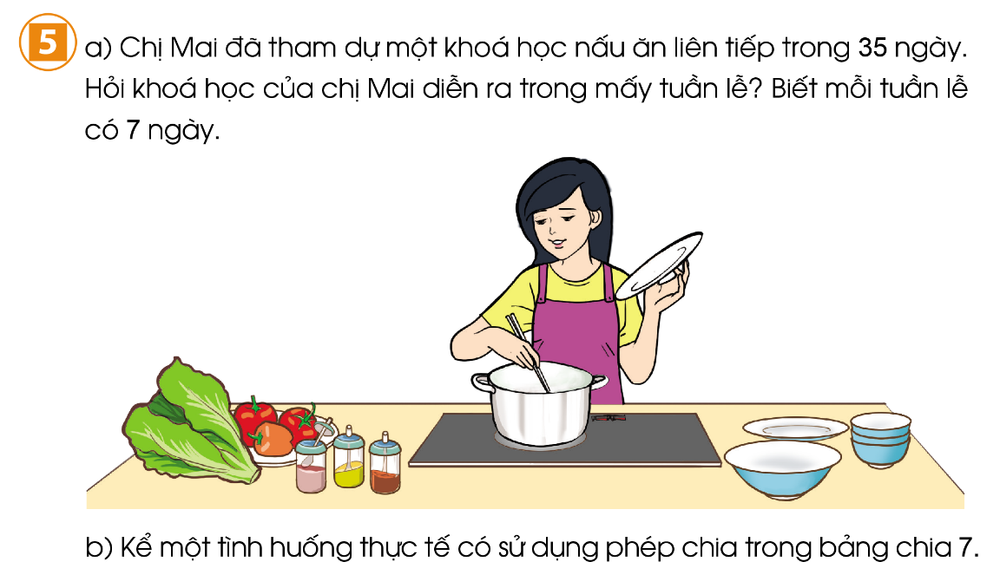 5 a) Chị Mai đã tham dự một khoá học nấu ăn liên tiếp trong 35 ngày.
Hỏi khoá học của chị Mai diễn ra trong mấy tuần lễ? Biết mỗi tuần lễ
có 7 ngày.
b) Kể một tình huống thực tế có sử dụng phép chia trong bảng chia 7.